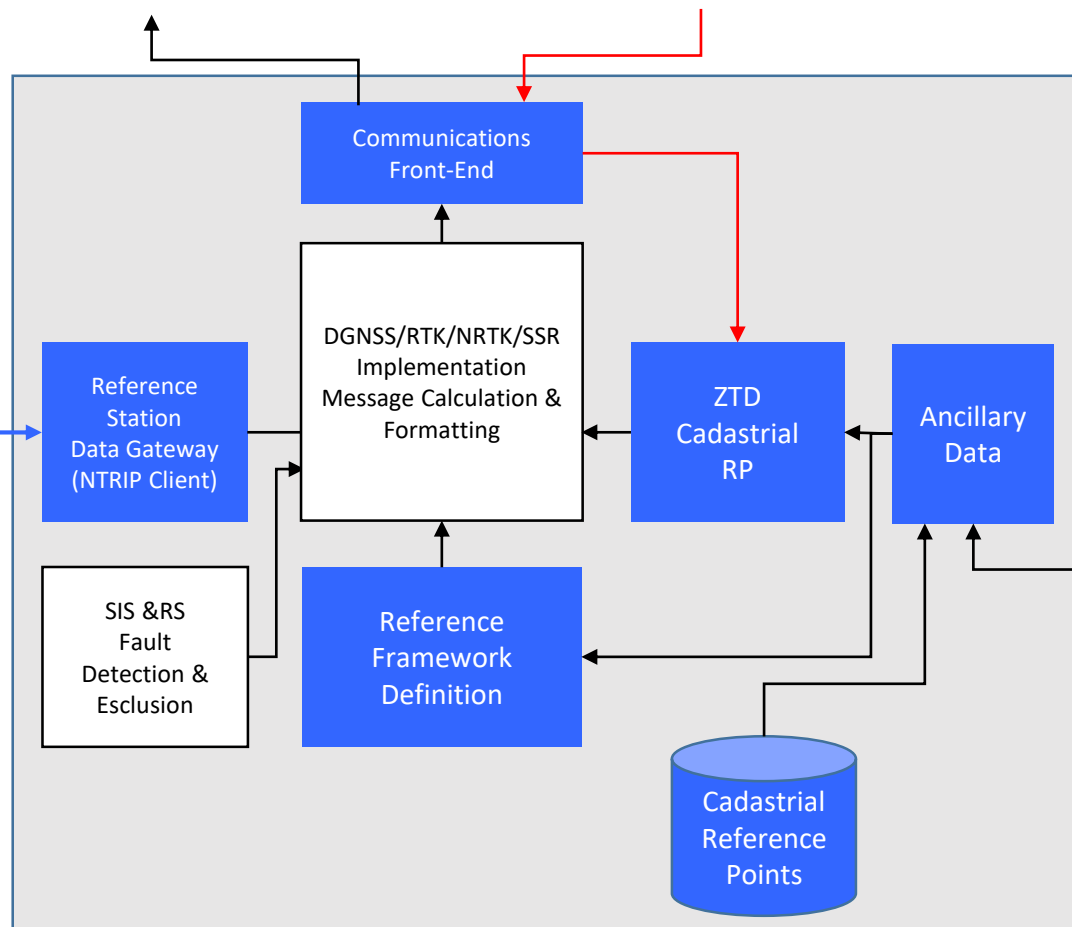 Communications
Front-End
DGNSS/RTK/NRTK/SSR
Implementation
Message Calculation &
Formatting
Reference
Station
Data Gateway
(NTRIP Client)
ZTD
Cadastrial
RP
Ancillary
Data
SIS &RS
Fault
Detection &
Esclusion
Reference
Framework
Definition
Cadastrial
Reference
Points